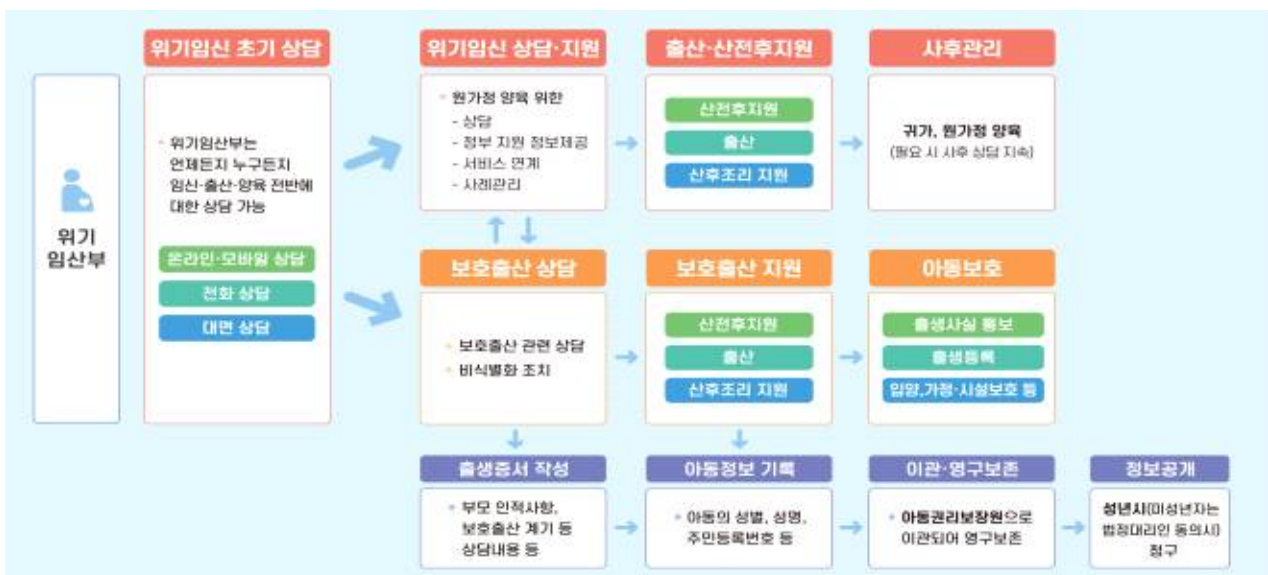 위기
임산부
위기임신 초기 상담
위기임산부는
언제든지 누구든지
임신·출산·양육 전반에
대한 상담 가능
온라인·모바일 상담
전화 상담
대면 상담
위기임신 상담·지원
원가정 양육 위한
- 상담
- 정부 지원 정보제공
- 서비스 연계
- 사례관리
출산·산전후지원
산전후지원
출산
산후조리 지원
사후관리
귀가, 원가정 양육
(필요 시 사후 상담 지속)
보호출산 상담
보호출산 관련 상담
비식별화 조치
보호출산 지원
산전후지원
출산
산후조리 지원
아동보호
출생사실 통보
출생등록
입양,가정·시설보호 등
출생증서 작성
부모 인적사항,
보호출산 계기 등
상담내용 등
아동정보 기록
아동의 성별, 성명,
주민등록번호 등
이관·영구보존
아동권리보장원으로
이관되어 영구보존
정보공개
성년시(미성년자는
법정대리인 동의시)
청구